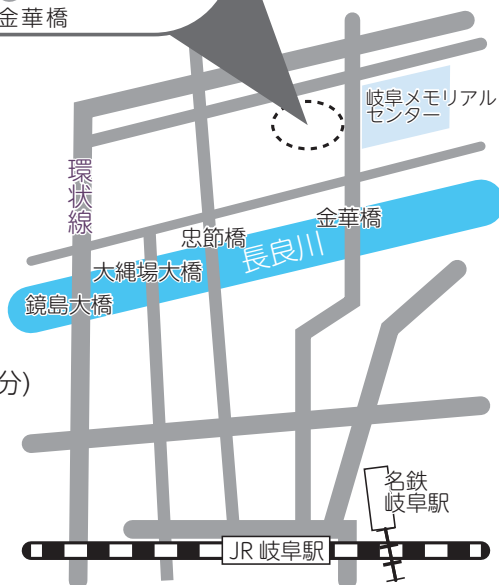 金華橋
岐阜メモリアル
センター
環状線
金華橋
忠節橋
長良川
大縄場大橋
鏡島大橋
分)
名鉄
岐阜駅
JR 岐阜駅